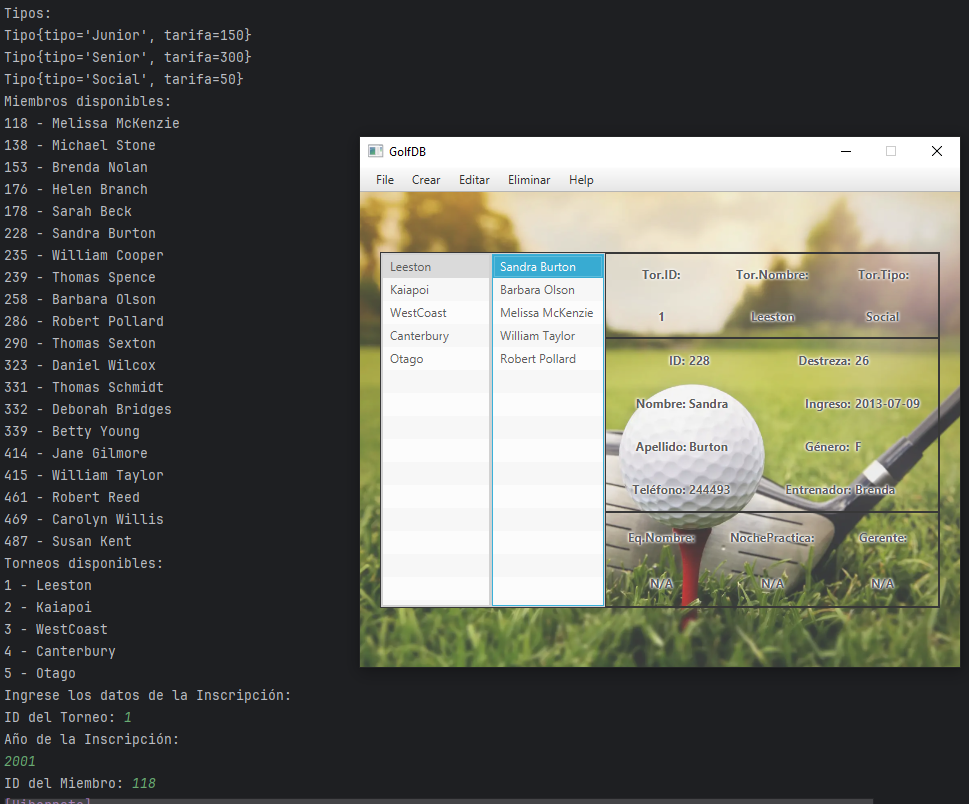 Tipos:
Tipo{tipo='Junior', tarifa=150}
Tipo{tipo='Senior', tarifa=300}
Tipo{tipo='Social', tarifa=50}
Miembros disponibles:
118 - Melissa McKenzie
138 - Michael Stone
153 - Brenda Nolan
176 - Helen Branch
178 - Sarah Beck
228 - Sandra Burton
235 - William Cooper
239 - Thomas Spence
258 - Barbara Olson
286 - Robert Pollard
290 - Thomas Sexton
323 - Daniel Wilcox
331 - Thomas Schmidt
332 - Deborah Bridges
339 - Betty Young
414 - Jane Gilmore
415 - William Taylor
461 - Robert Reed
469 - Carolyn Willis
487 - Susan Kent
Torneos disponibles:
1 - Leeston
2 - Kaiapoi
3 - WestCoast
4 - Canterbury
5 - Otago
Ingrese los datos de la Inscripción:
ID del Torneo: 1
Año de la Inscripción:
2001
ID del Miembro: 118
[Hibernate]
GolfDB
File Crear Editar Eliminar Help
Leeston
Kaiapoi
WestCoast
Canterbury
Otago
Sandra Burton
Barbara Olson
Melissa McKenzie
William Taylor
Robert Pollard
Tor.ID: Tor.Nombre: Tor.Tipo:
1 Leeston Social
ID: 228 Destreza: 26
Nombre: Sandra Ingreso: 2013-07-09
Apellido: Burton Género: F
Teléfono: 244493 Entrenador: Brenda
Eq.Nombre: NochePractica: Gerente:
N/A N/A N/A